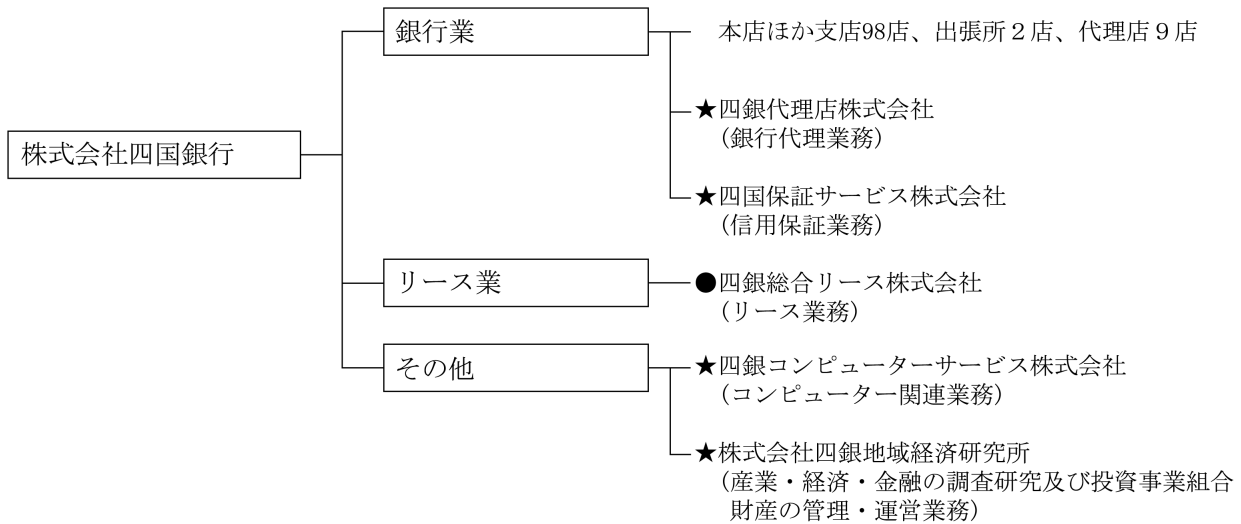 銀行業
本店ほか支店98店、出張所２店、代理店９店
★四銀代理店株式会社
（銀行代理業務）
株式会社四国銀行
★四国保証サービス株式会社
（信用保証業務）
リース業
●四銀総合リース株式会社
（リース業務）
その他
★四銀コンピューターサービス株式会社
（コンピューター関連業務）
★株式会社四銀地域経済研究所
（産業・経済・金融の調査研究及び投資事業組合
財産の管理・運営業務）